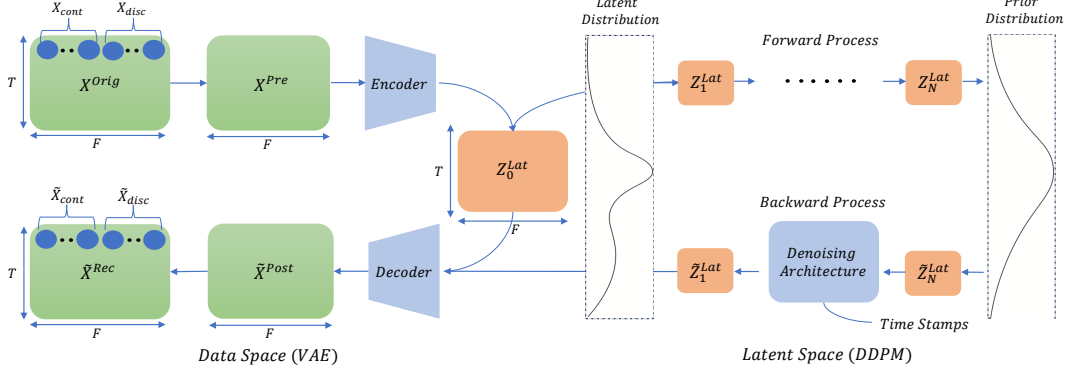 X_cont X_disc
T
X^Orig
F
X^Pre
F
Encoder
T
Z_0^Lat
F
Latent
Distribution
Z_1^Lat
Forward Process
Z_N^Lat
Prior
Distribution
X̃_cont X̃_disc
T
X̃^Rec
F
X̃^Post
F
Decoder
Z̃_1^Lat
Backward Process
Denoising
Architecture
Z̃_N^Lat
Time Stamps
Data Space (VAE)
Latent Space (DDPM)